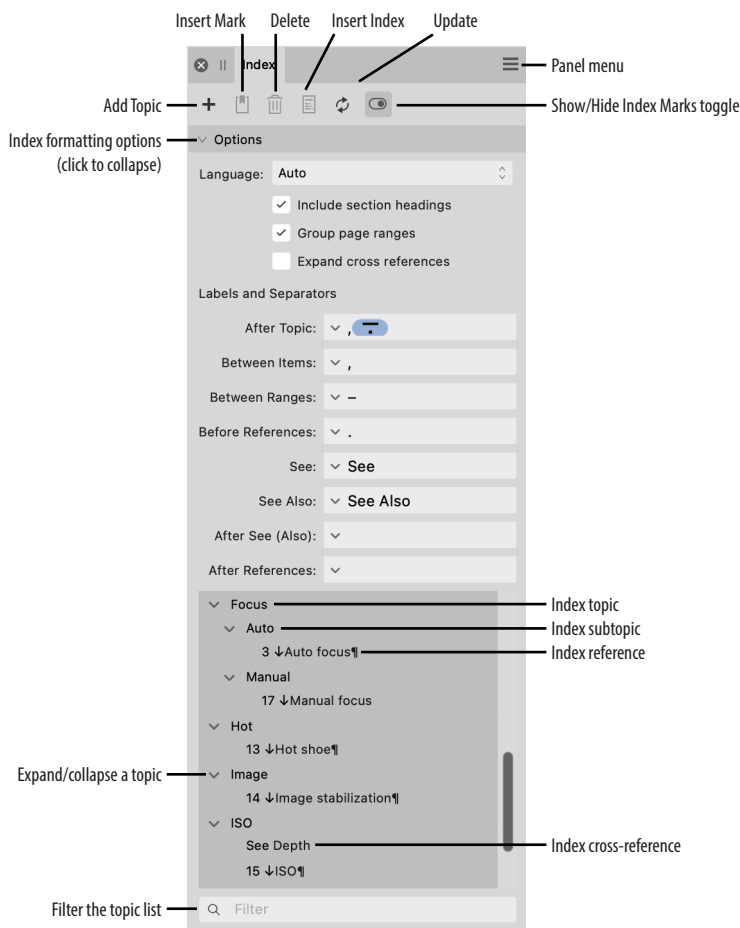 Insert Mark Delete Insert Index Update
Index
Panel menu
Add Topic
Show/Hide Index Marks toggle
Index formatting options
(click to collapse)
Options
Language: Auto
Include section headings
Group page ranges
Expand cross references
Labels and Separators
After Topic: ,
Between Items: ,
Between Ranges: –
Before References: .
See: See
See Also: See Also
After See (Also):
After References:
Focus Index topic
Auto Index subtopic
3 ↓Auto focus¶ Index reference
Manual
17 ↓Manual focus
Hot
13 ↓Hot shoe¶
Expand/collapse a topic Image
14 ↓Image stabilization¶
ISO
See Depth Index cross-reference
15 ↓ISO¶
Filter the topic list Filter